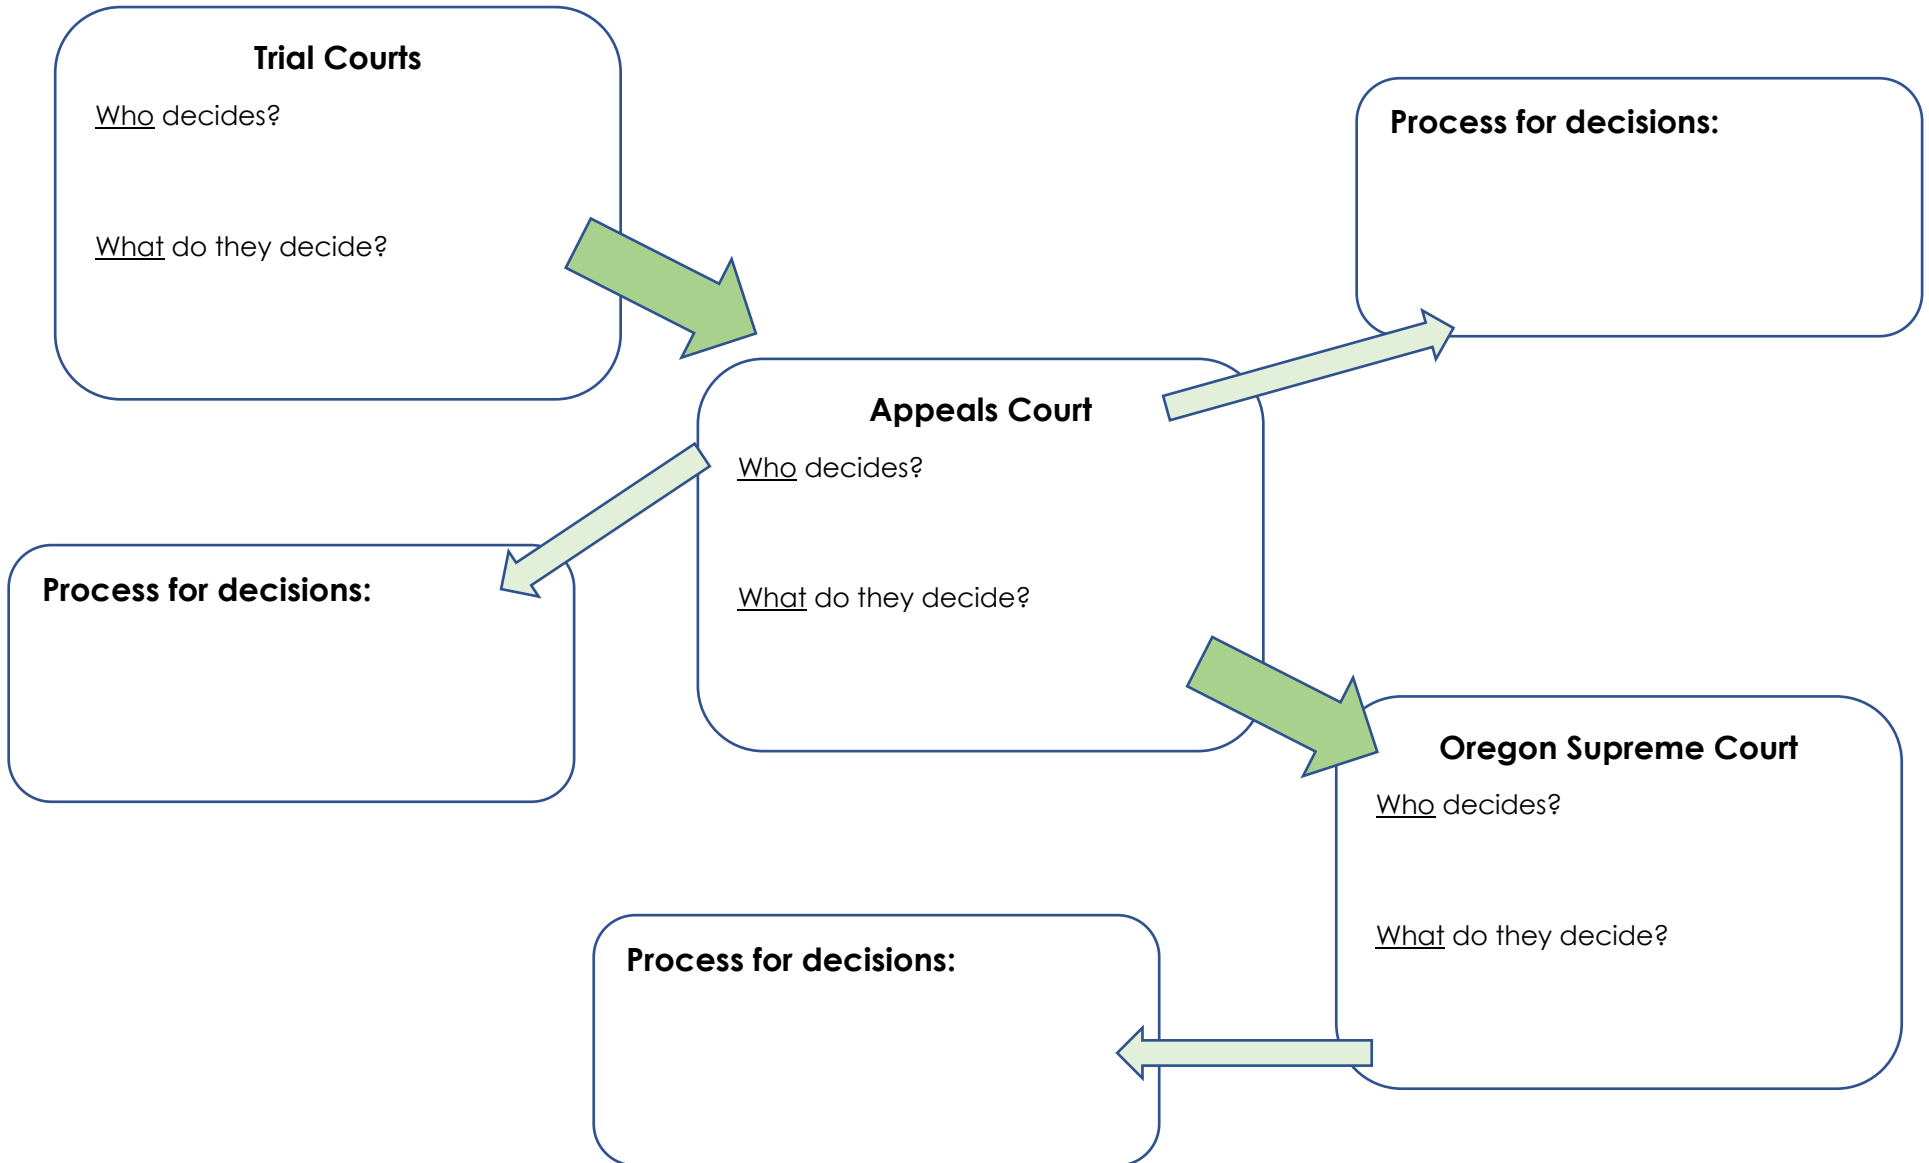 Trial Courts
Who decides?
What do they decide?
Process for decisions:
Appeals Court
Who decides?
What do they decide?
Process for decisions:
Oregon Supreme Court
Who decides?
What do they decide?
Process for decisions: